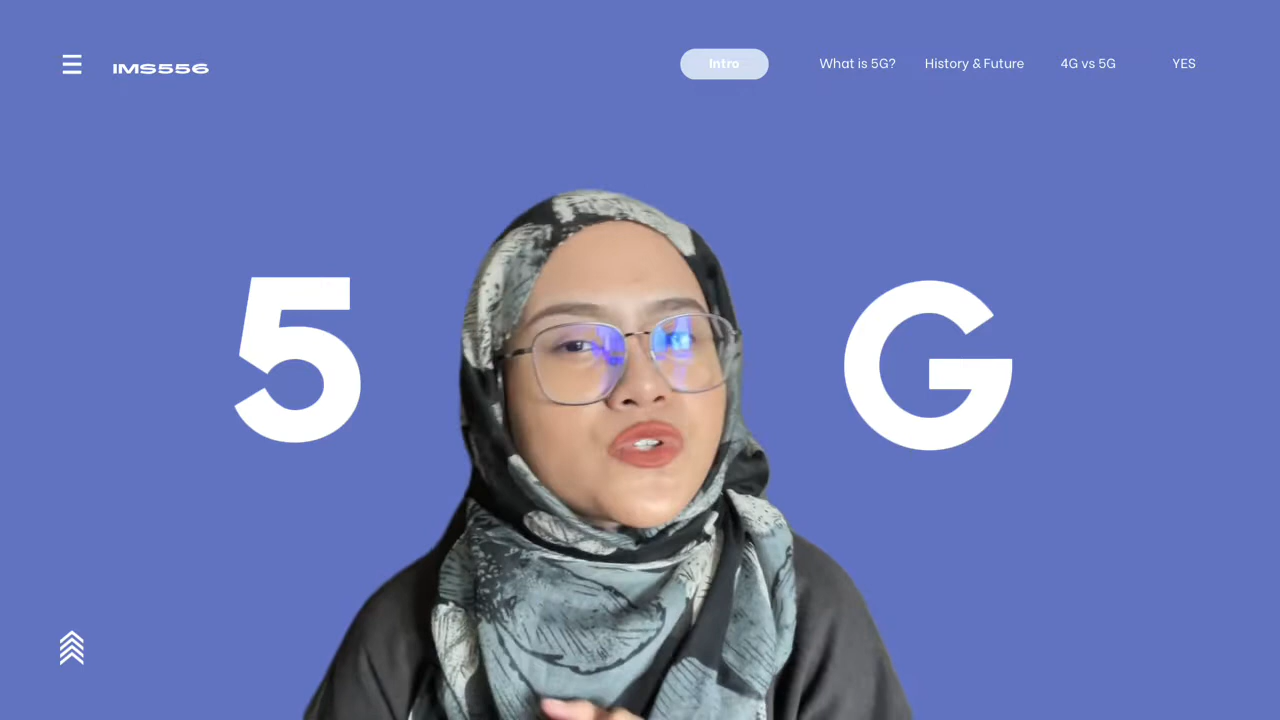 IMS556
Intro
What is 5G?
History & Future
4G vs 5G
YES
5 G